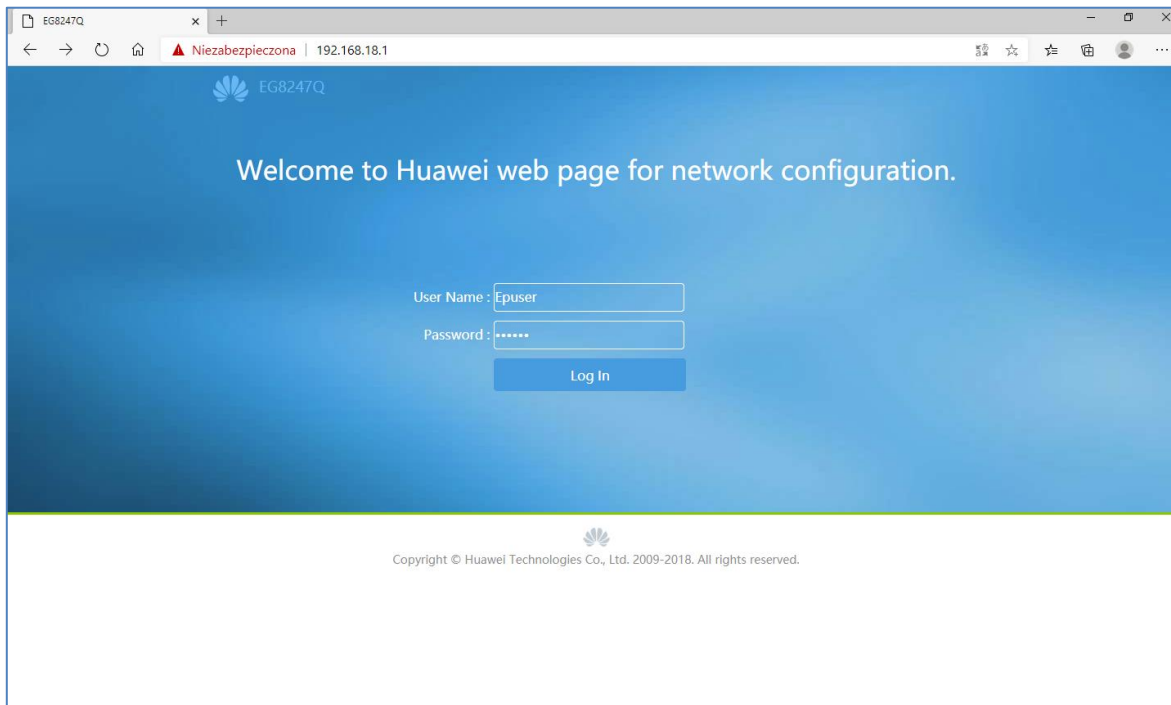 EG8247Q
Niezabezpieczona | 192.168.18.1
EG8247Q
Welcome to Huawei web page for network configuration.
User Name : Epuser
Password : ••••••
Log In
Copyright © Huawei Technologies Co., Ltd. 2009-2018. All rights reserved.